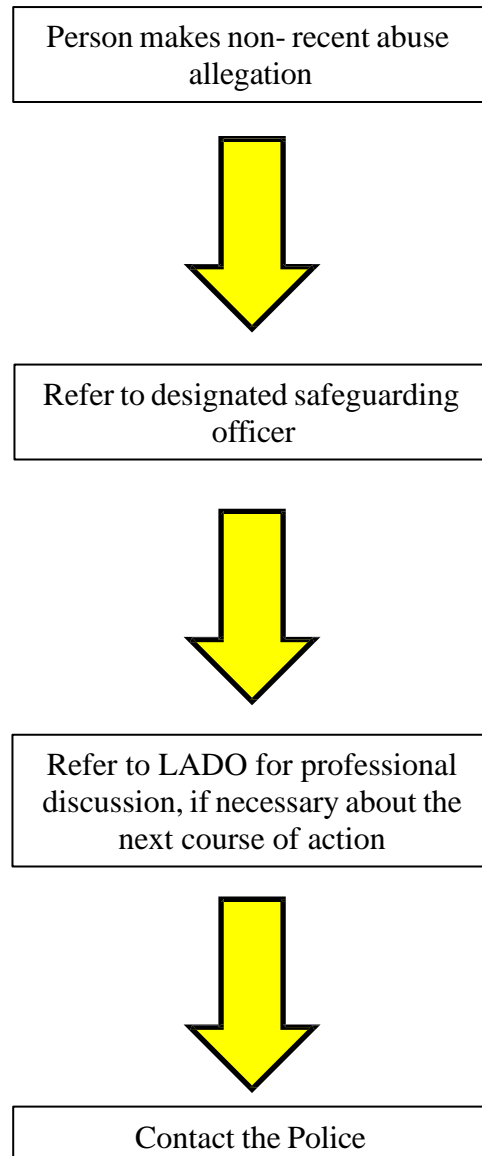 Person makes non- recent abuse
allegation
Refer to designated safeguarding
officer
Refer to LADO for professional
discussion, if necessary about the
next course of action
Contact the Police